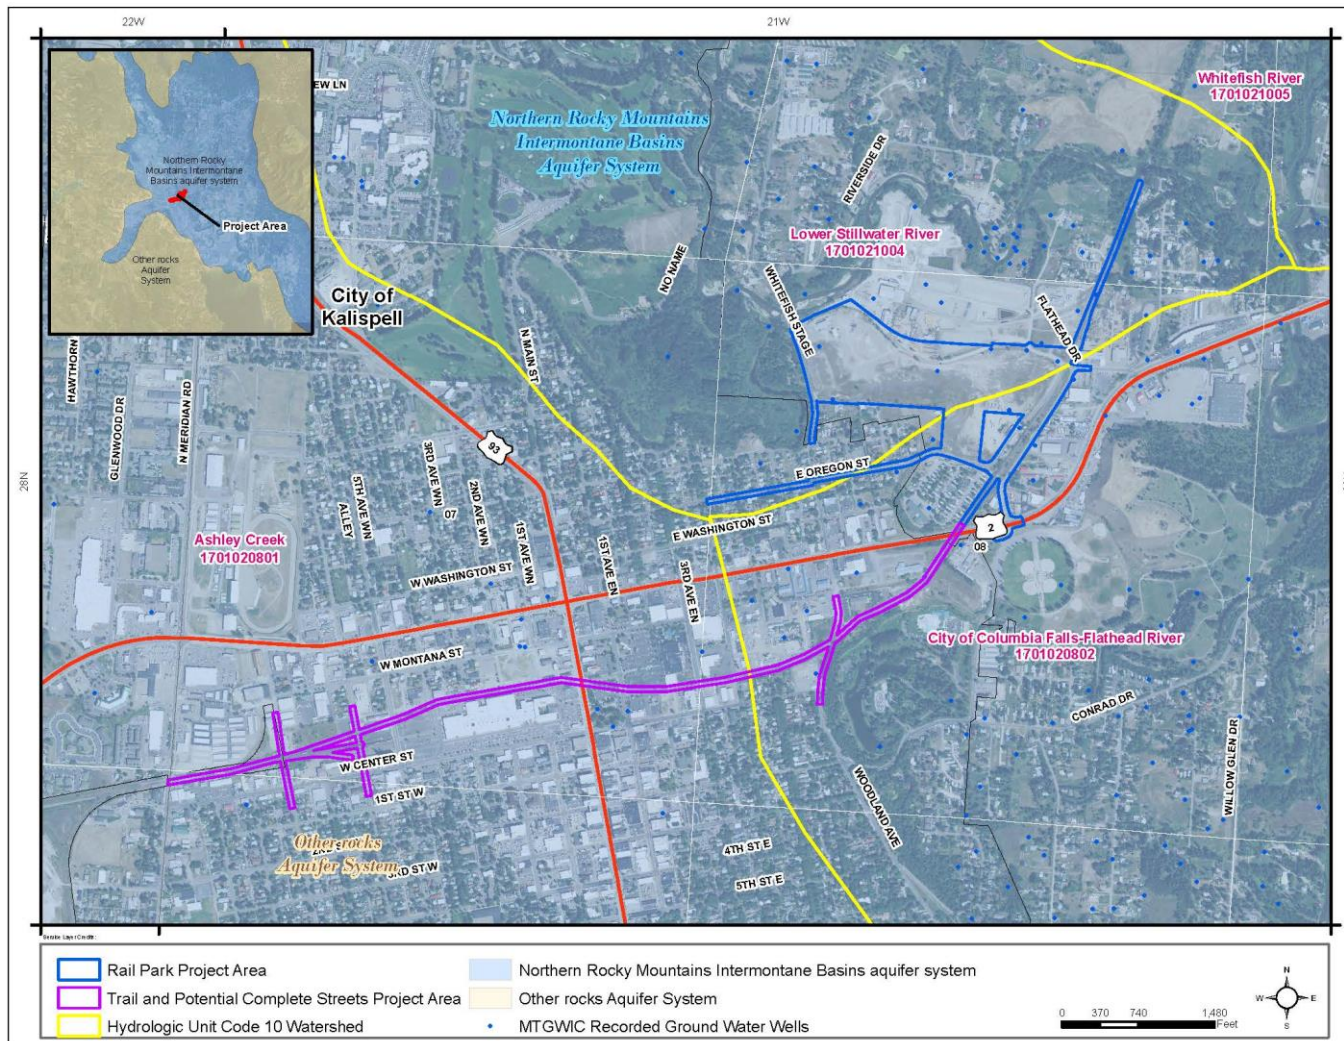 22W
21W
EW LN
Northern Rocky Mountains
Intermontane Basins
Aquifer System
Whitefish River
1701021005
RIVERSIDE DR
Northern Rocky
Mountains Intermontane
Basins aquifer system
Project Area
Other rocks
Aquifer
System
Lower Stillwater River
1701021004
NO NAME
WHITEFISH STAGE
FLATHEAD DR
City of
Kalispell
N MAIN ST
HAWTHORN
GLENWOOD DR
N MERIDIAN RD
93
28N
5TH AVE WN
ALLEY
3RD AVE WN
07
2ND AVE WN
1ST AVE WN
E OREGON ST
E WASHINGTON ST
2
08
Ashley Creek
1701020801
W WASHINGTON ST
1ST AVE EN
3RD AVE EN
City of Columbia Falls-Flathead River
1701020802
W MONTANA ST
CONRAD DR
W CENTER ST
1ST ST W
WOODLAND AVE
WILLOW GLEN DR
Other rocks
Aquifer System
3RD ST W
4TH ST E
5TH ST E
Service Layer Credits:
Rail Park Project Area
Trail and Potential Complete Streets Project Area
Hydrologic Unit Code 10 Watershed
Northern Rocky Mountains Intermontane Basins aquifer system
Other rocks Aquifer System
MTGWIC Recorded Ground Water Wells
N
W E
S
0 370 740 1,480
Feet